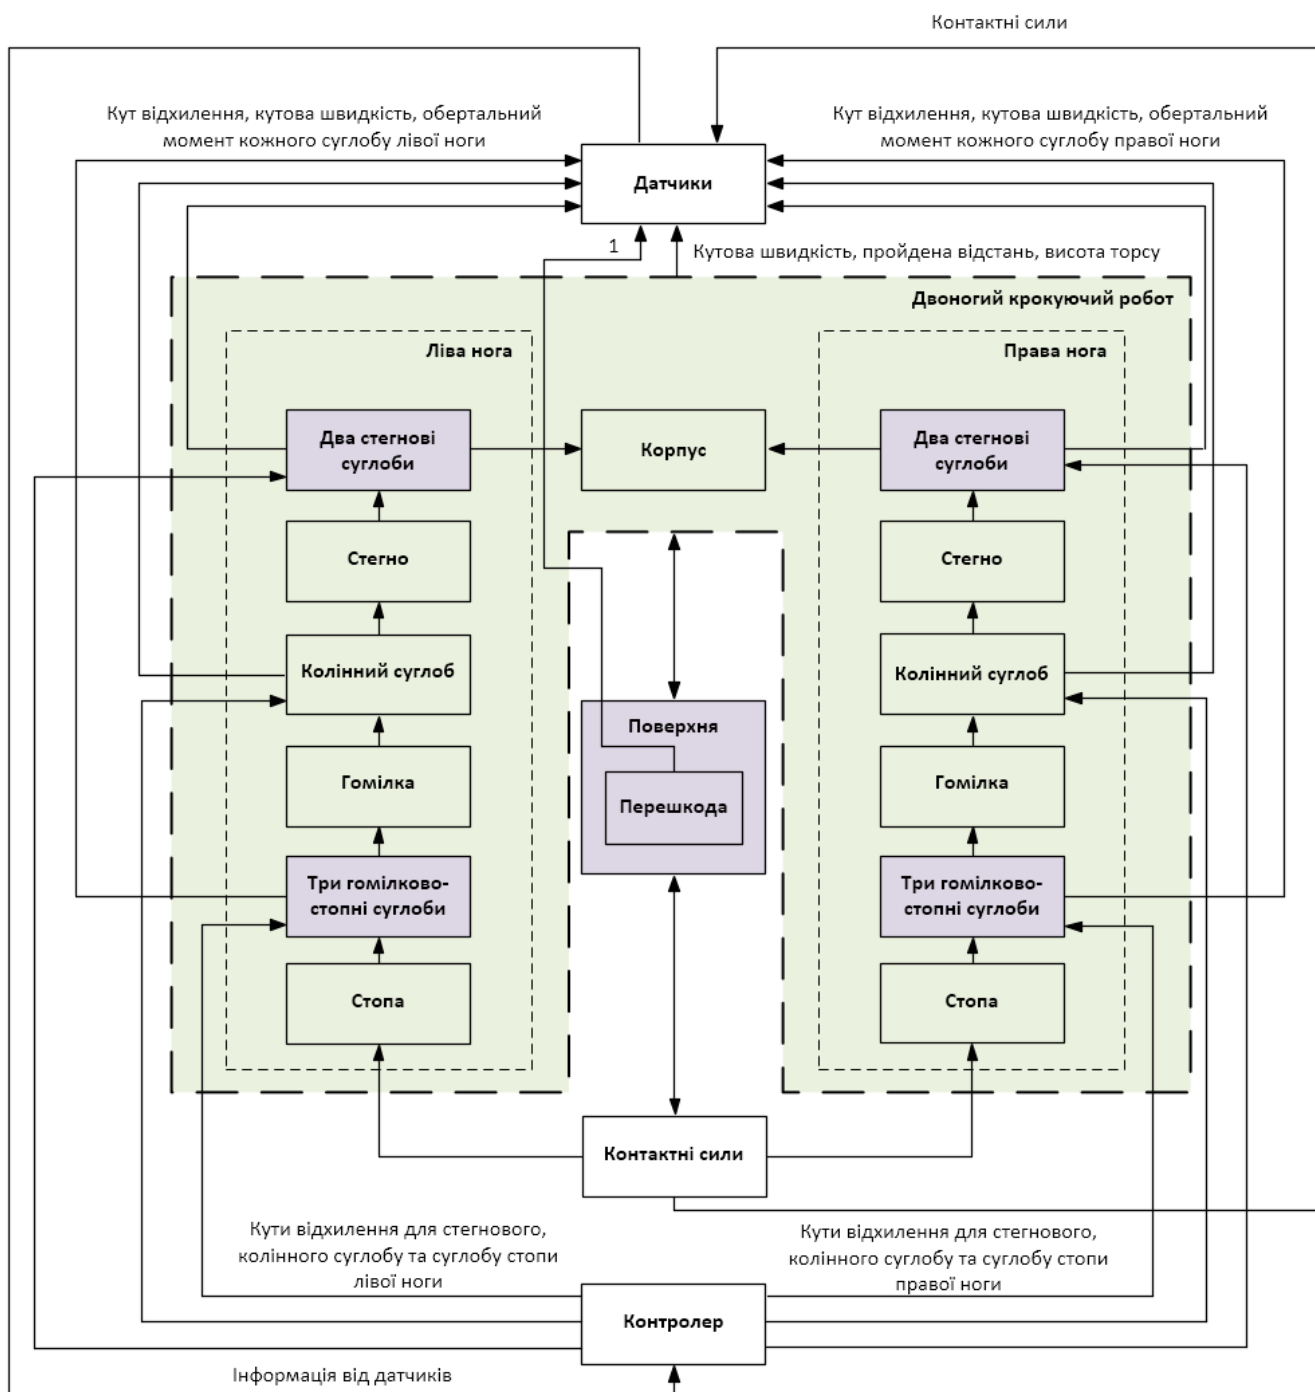 Контактні сили
Кут відхилення, кутова швидкість, обертальний
момент кожного суглобу лівої ноги
Кут відхилення, кутова швидкість, обертальний
момент кожного суглобу правої ноги
Датчики
1
Кутова швидкість, пройдена відстань, висота торсу
Двоногий крокуючий робот
Ліва нога
Права нога
Два стегнові
суглоби
Корпус
Два стегнові
суглоби
Стегно
Стегно
Колінний суглоб
Колінний суглоб
Поверхня
Гомілка
Гомілка
Перешкода
Три гомілково-
стопні суглоби
Три гомілково-
стопні суглоби
Стопа
Стопа
Контактні сили
Кути відхилення для стегнового,
колінного суглобу та суглобу стопи
лівої ноги
Кути відхилення для стегнового,
колінного суглобу та суглобу стопи
правої ноги
Контролер
Інформація від датчиків